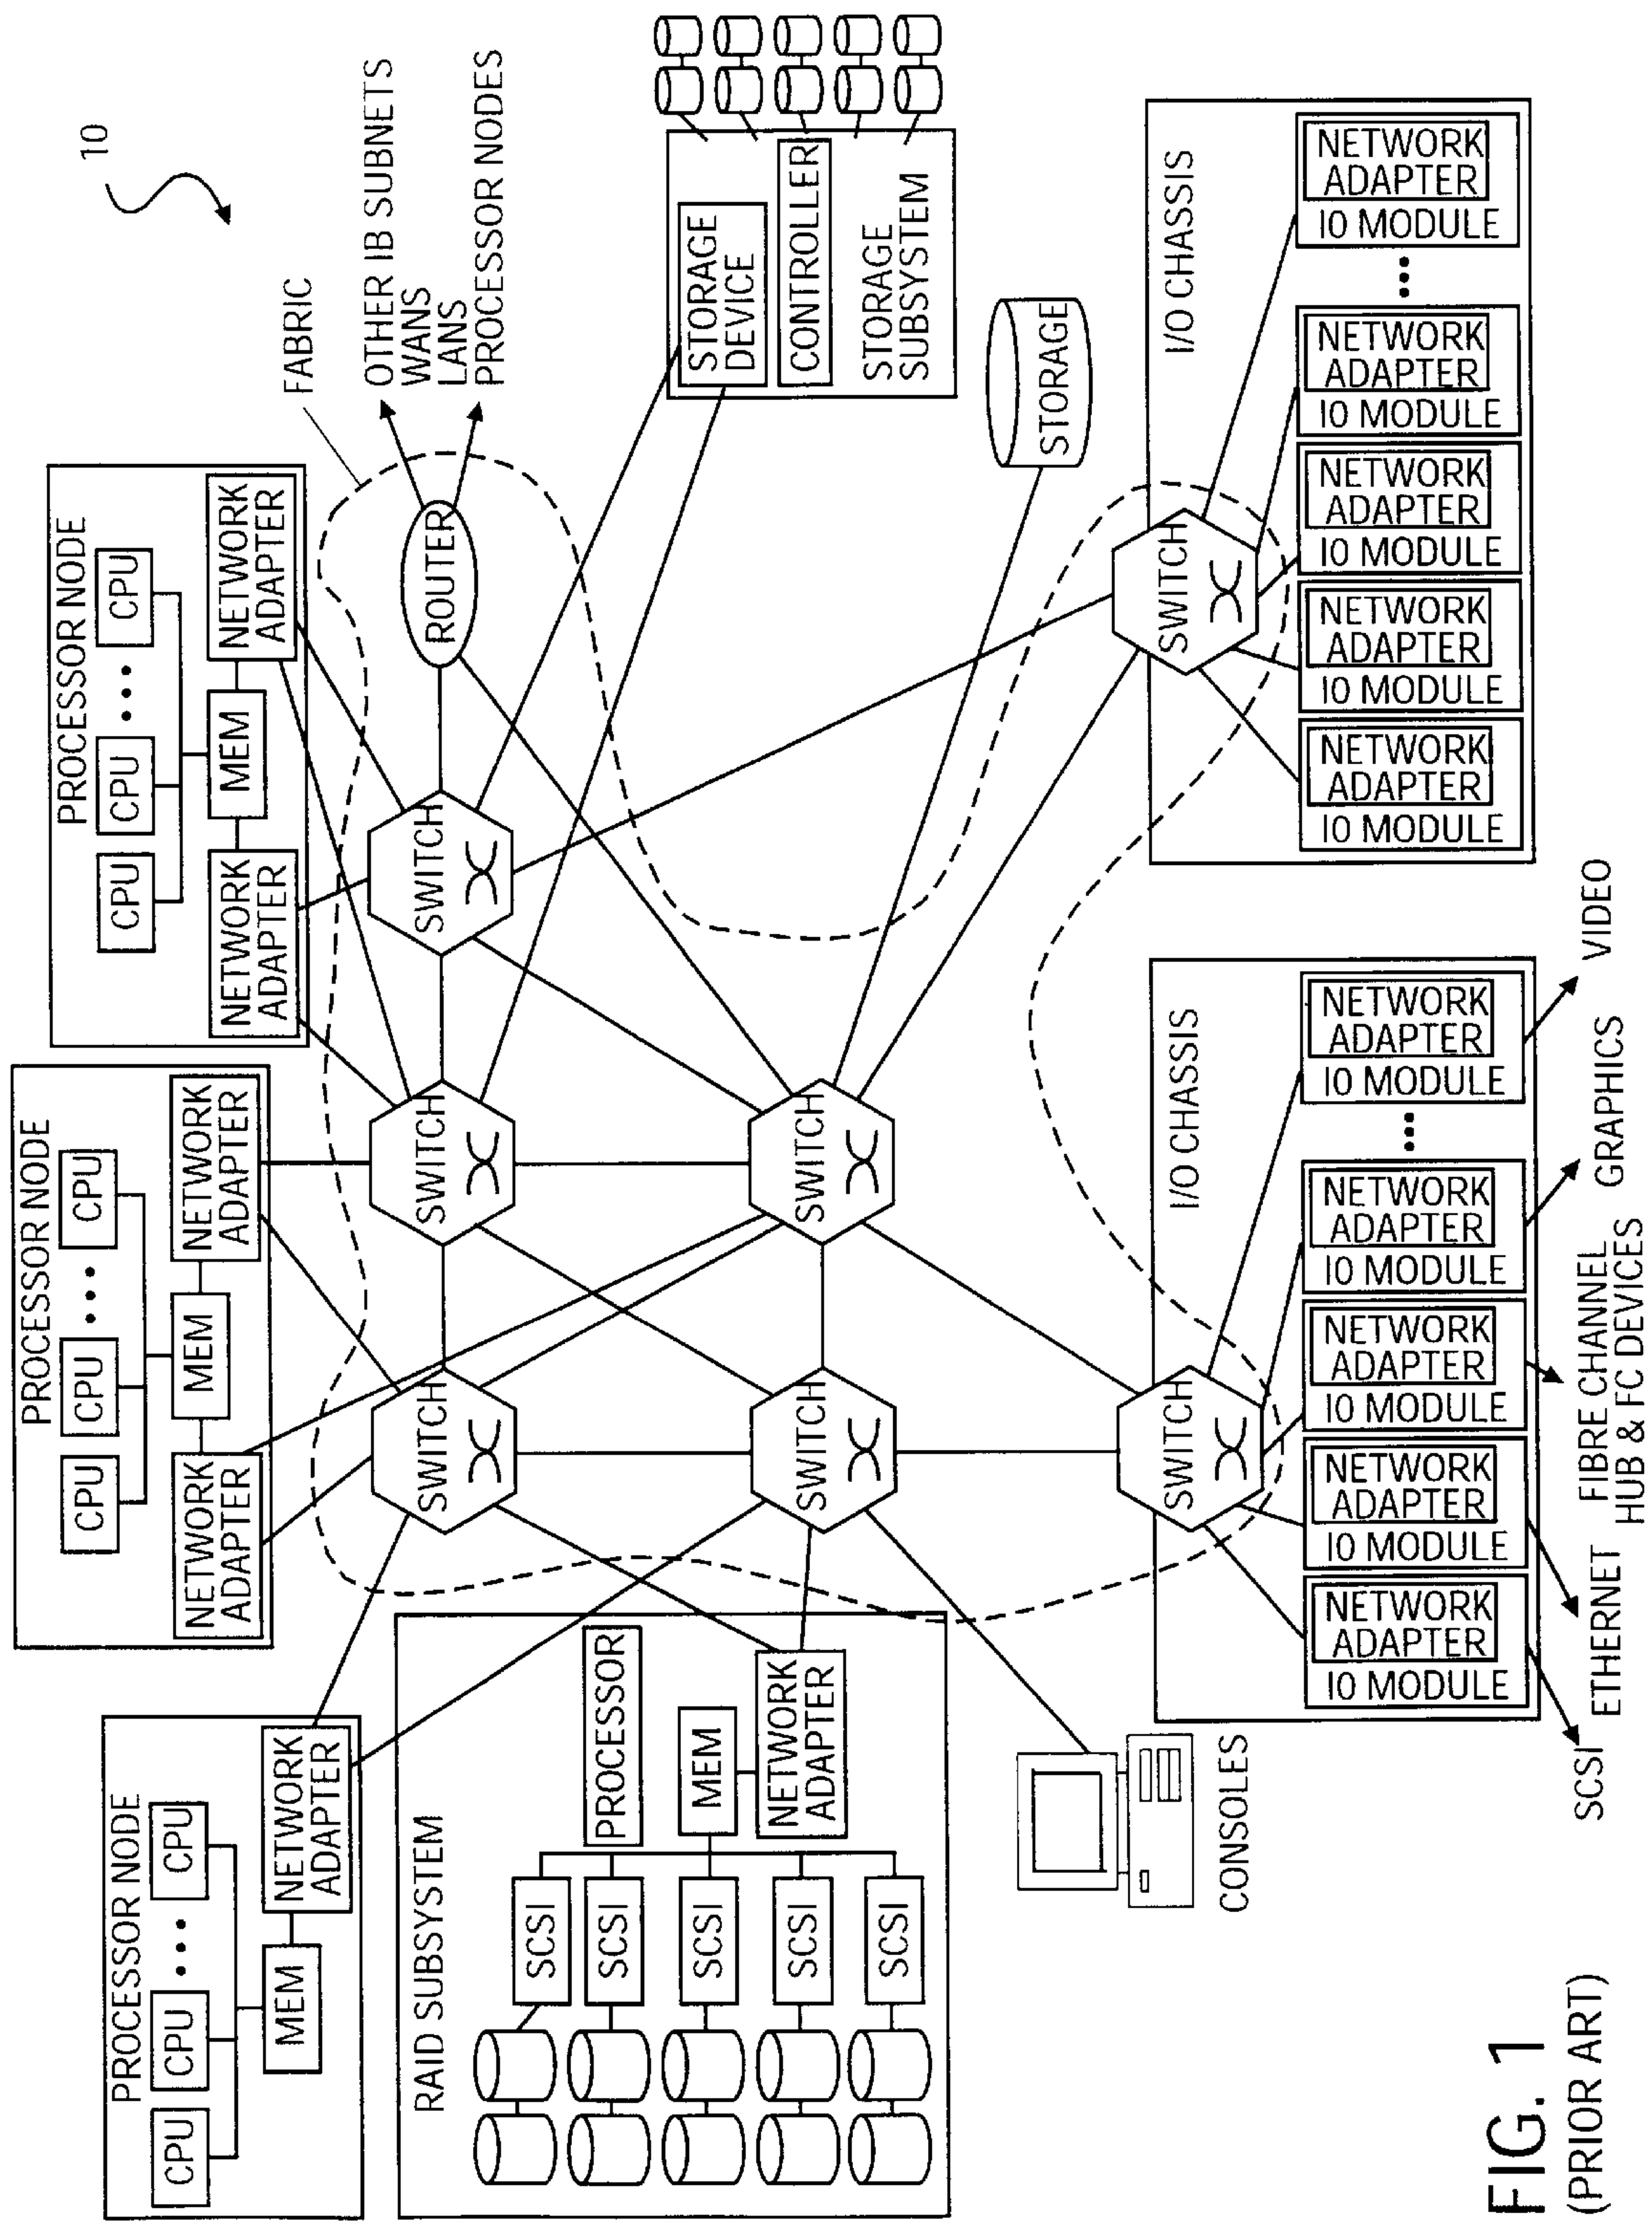 10
FABRIC
OTHER IB SUBNETS
WANS
LANS
PROCESSOR NODES
PROCESSOR NODE
CPU
CPU
CPU
MEM
NETWORK
ADAPTER
PROCESSOR NODE
CPU
CPU
CPU
NETWORK
ADAPTER
MEM
NETWORK
ADAPTER
PROCESSOR NODE
CPU
CPU
CPU
NETWORK
ADAPTER
MEM
NETWORK
ADAPTER
SWITCH
SWITCH
SWITCH
ROUTER
RAID SUBSYSTEM
SCSI
SCSI
SCSI
SCSI
SCSI
PROCESSOR
MEM
NETWORK
ADAPTER
SWITCH
SWITCH
STORAGE
DEVICE
CONTROLLER
STORAGE
SUBSYSTEM
STORAGE
CONSOLES
I/O CHASSIS
SWITCH
NETWORK
ADAPTER
IO MODULE
NETWORK
ADAPTER
IO MODULE
NETWORK
ADAPTER
IO MODULE
NETWORK
ADAPTER
IO MODULE
NETWORK
ADAPTER
IO MODULE
SCSI
ETHERNET
FIBRE CHANNEL
HUB & FC DEVICES
GRAPHICS
VIDEO
I/O CHASSIS
SWITCH
NETWORK
ADAPTER
IO MODULE
NETWORK
ADAPTER
IO MODULE
NETWORK
ADAPTER
IO MODULE
NETWORK
ADAPTER
IO MODULE
NETWORK
ADAPTER
IO MODULE
FIG. 1
(PRIOR ART)